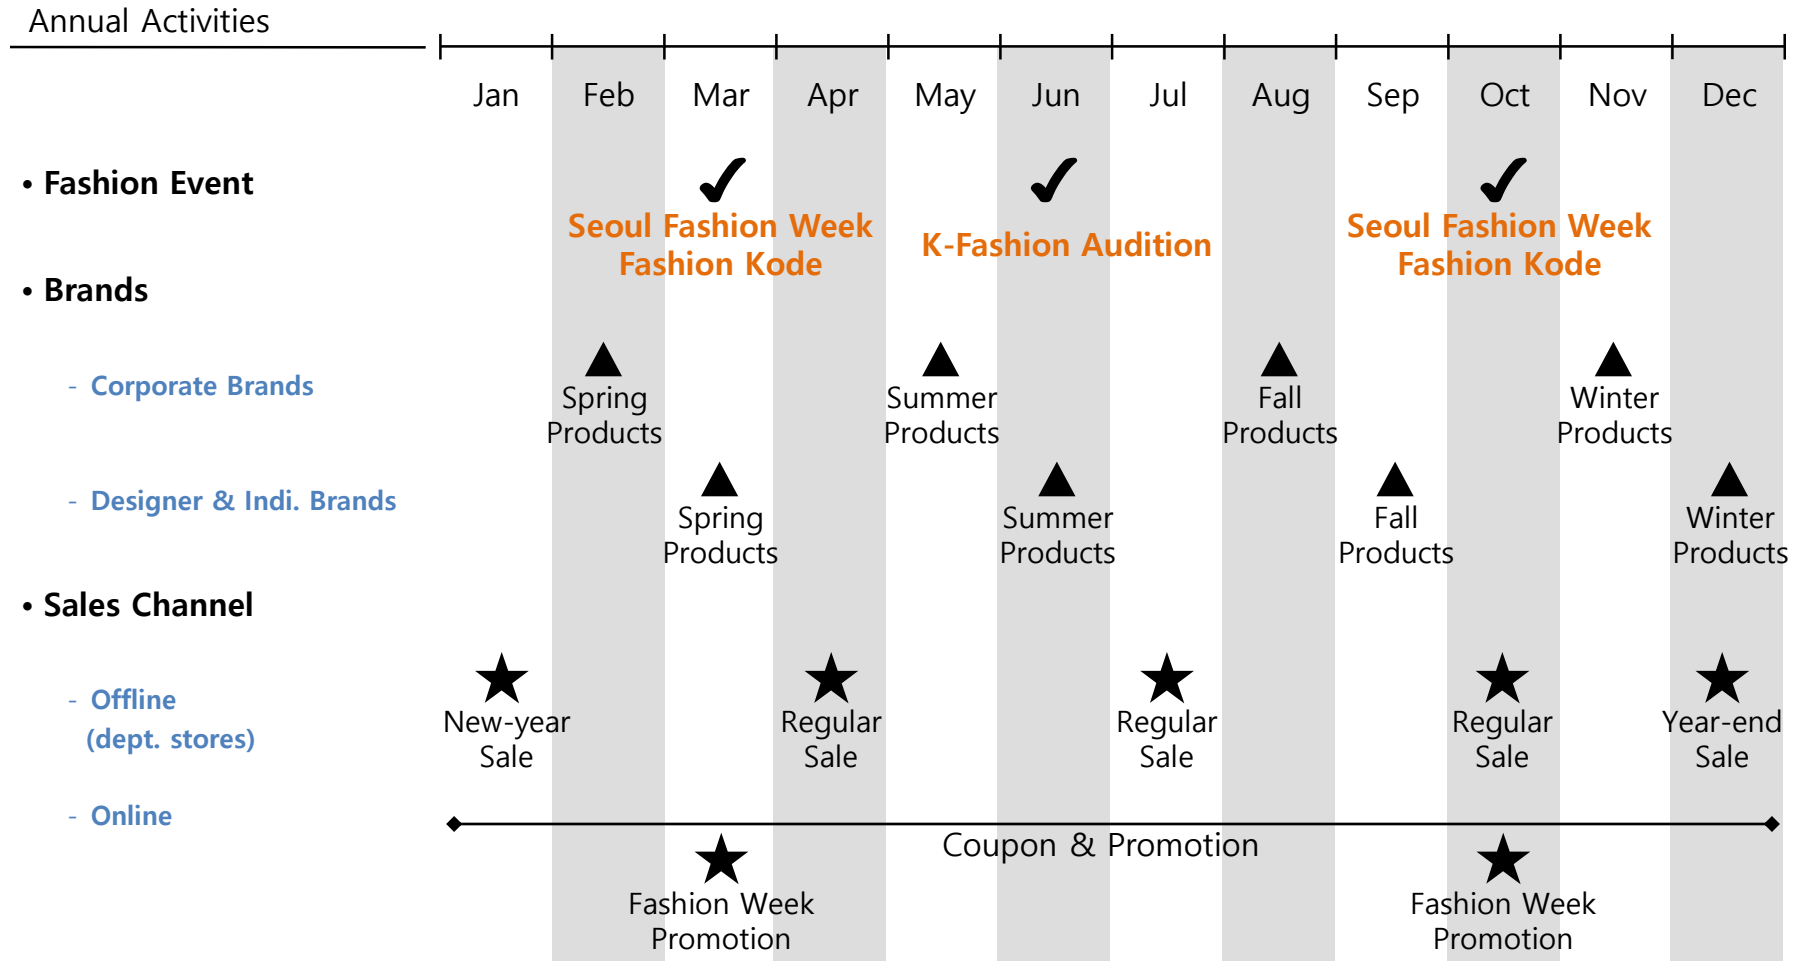 Annual Activities
Jan Feb Mar Apr May Jun Jul Aug Sep Oct Nov Dec
• Fashion Event
Seoul Fashion Week
Fashion Kode
K-Fashion Audition
Seoul Fashion Week
Fashion Kode
• Brands
- Corporate Brands
Spring
Products
Summer
Products
Fall
Products
Winter
Products
- Designer & Indi. Brands
Spring
Products
Summer
Products
Fall
Products
Winter
Products
• Sales Channel
- Offline
(dept. stores)
New-year
Sale
Regular
Sale
Regular
Sale
Regular
Sale
Year-end
Sale
- Online
Coupon & Promotion
Fashion Week
Promotion
Fashion Week
Promotion